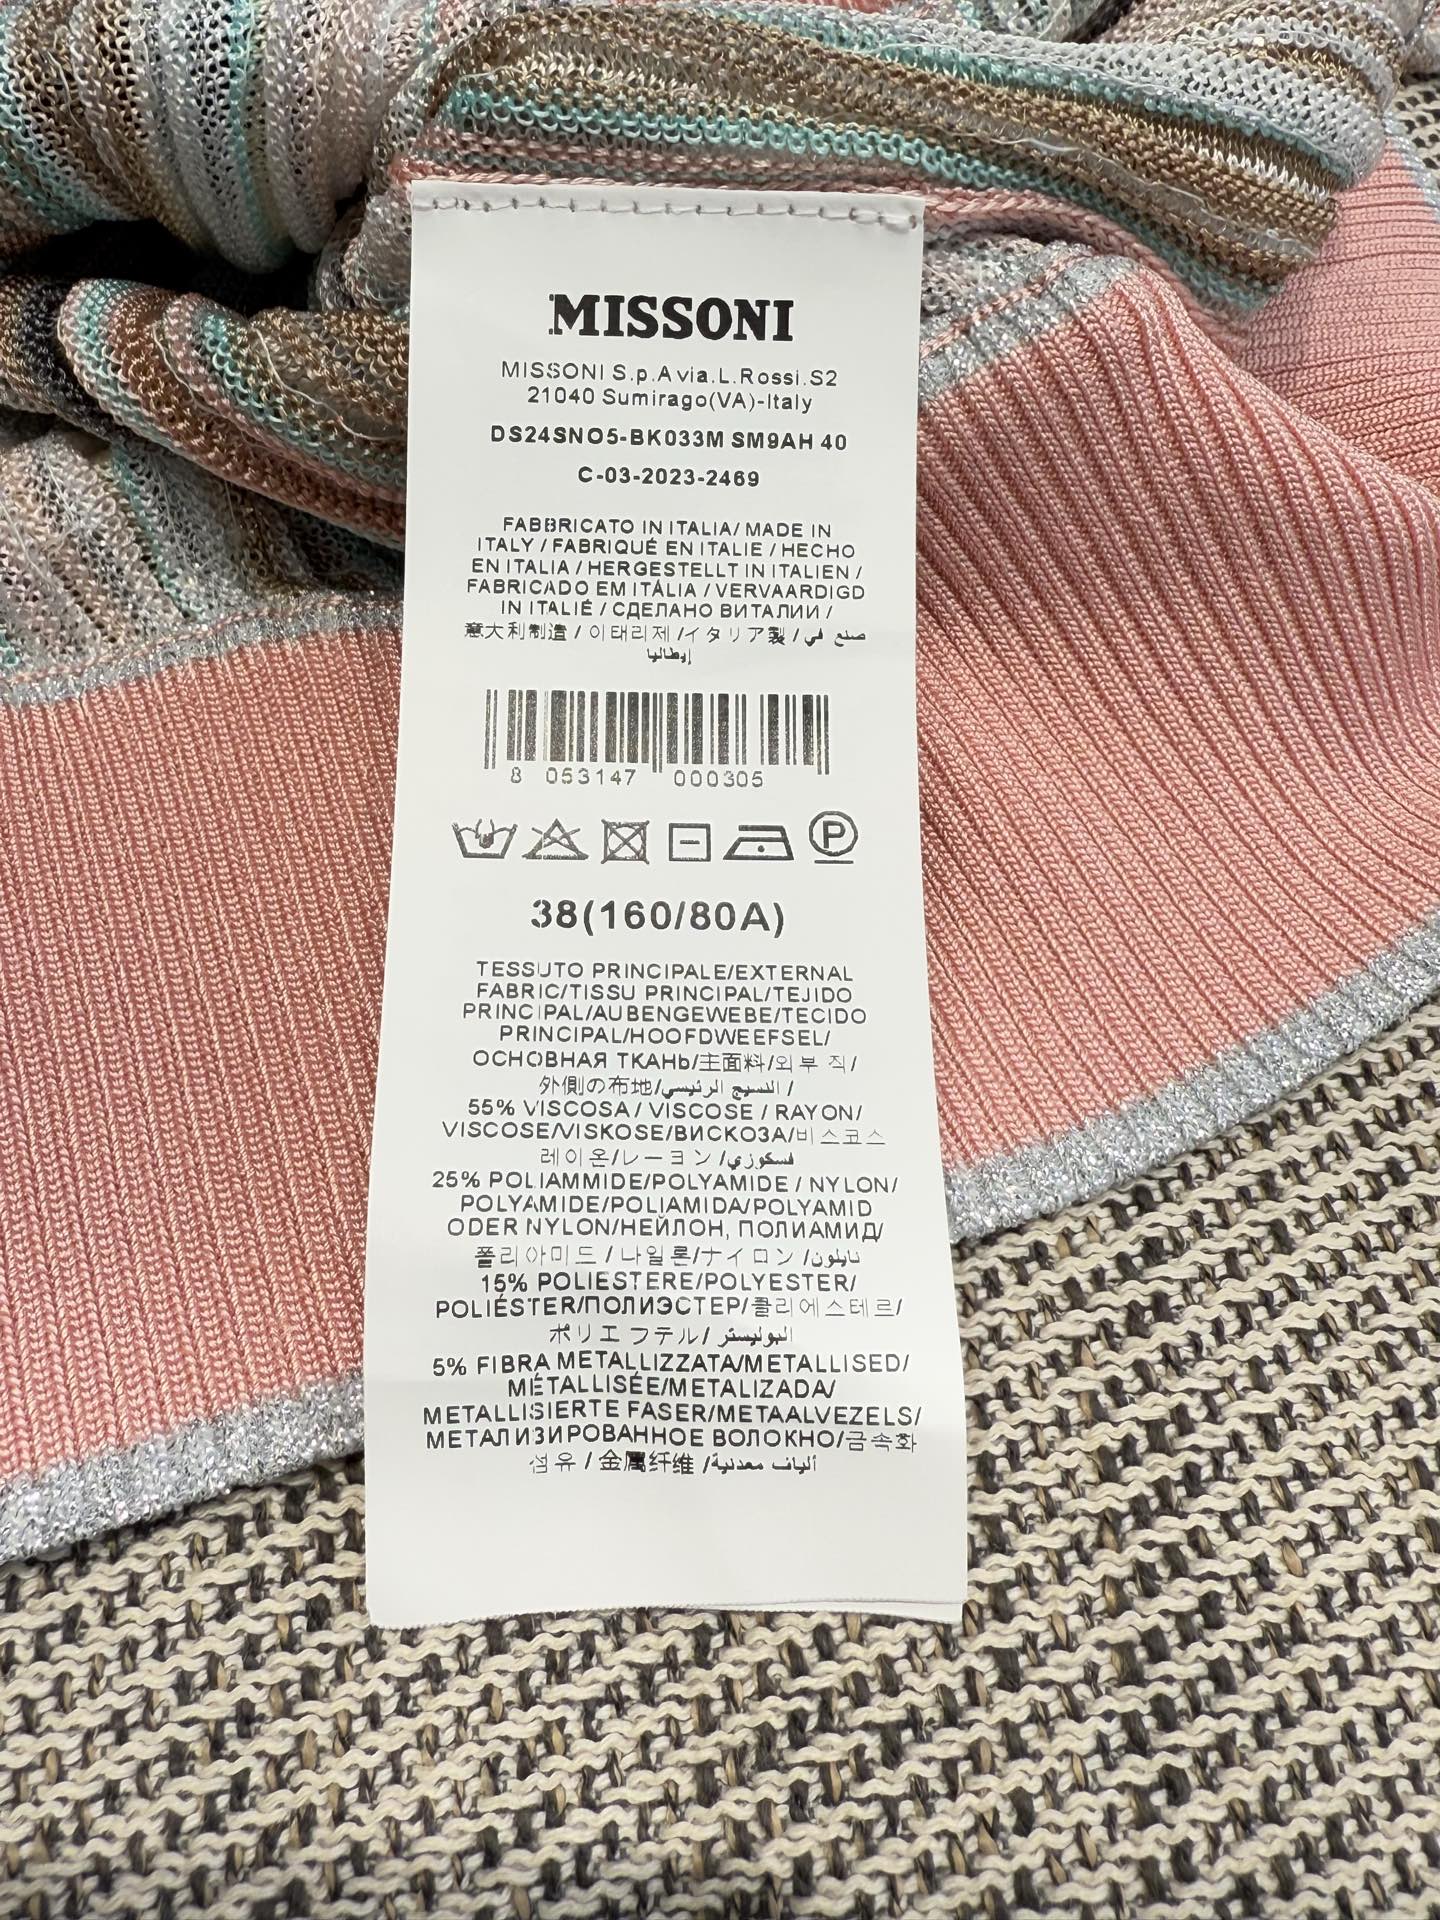 MISSONI
MISSONI S.p.A via.L.Rossi.S2
21040 Sumirago(VA)-Italy
DS24SNO5-BK033M SM9AH 40
C-03-2023-2469
FABBRICATO IN ITALIA/ MADE IN
ITALY / FABRIQUÉ EN ITALIE / HECHO
EN ITALIA / HERGESTELLT IN ITALIEN /
FABRICADO EM ITÁLIA / VERVAARDIGD
IN ITALIË / СДЕЛАНО ВИТАЛИИ /
意大利制造 / 이태리제 /イタリア製 / صنع في
إيطاليا
8 053147 000305
P
38(160/80A)
TESSUTO PRINCIPALE/EXTERNAL
FABRIC/TISSU PRINCIPAL/TEJIDO
PRINCIPAL/AUBENGEWEBE/TECIDO
PRINCIPAL/HOOFDWEEFSEL/
ОСНОВНАЯ ТКАНЬ/主面料/외부 직/
外側の布地/النسيج الرئيسي /
55% VISCOSA / VISCOSE / RAYON/
VISCOSE/VISKOSE/ВИСКОЗА/비스코스
레이온/レーヨン /فسكوزي
25% POLIAMMIDE/POLYAMIDE / NYLON/
POLYAMIDE/POLIAMIDA/POLYAMID
ODER NYLON/НЕЙЛОН, ПОЛИАМИД/
폴리아미드 / 나일론/ナイロン /نايلون
15% POLIESTERE/POLYESTER/
POLIÉSTER/ПОЛИЭСТЕР/폴리에스테르/
ポリエフテル/ البوليستر
5% FIBRA METALLIZZATA/METALLISED/
MÉTALLISÉE/METALIZADA/
METALLISIERTE FASER/METAALVEZELS/
МЕТАЛИЗИРОВАННОЕ ВОЛОКНО/금속화
섬유 / 金属纤维 /ألياف معدنية